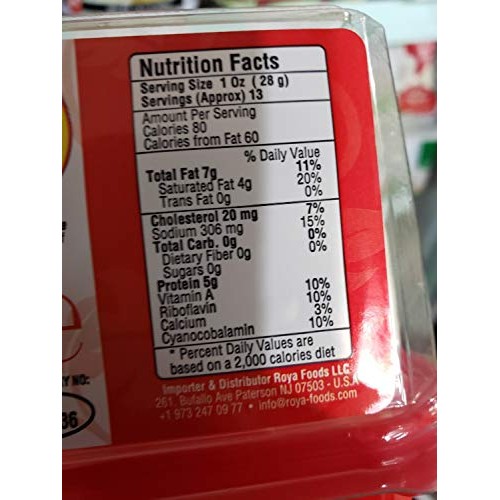 Nutrition Facts
Serving Size 1 Oz ( 28 g)
Servings (Approx) 13
Amount Per Serving
Calories 80
Calories from Fat 60
% Daily Value
Total Fat 7g 11%
Saturated Fat 4g 20%
Trans Fat 0g 0%
Cholesterol 20 mg 7%
Sodium 306 mg 15%
Total Carb. 0g 0%
Dietary Fiber 0g 0%
Sugars 0g
Protein 5g
Vitamin A 10%
Riboflavin 10%
Calcium 3%
Cyanocobalamin 10%
* Percent Daily Values are
based on a 2,000 calories diet
Importer & Distributor Roya Foods LLC
261. Bufallo Ave Paterson NJ 07503 - U.S.A
+1 973 247 09 77 • info@roya-foods.com
e
RY NO:
36